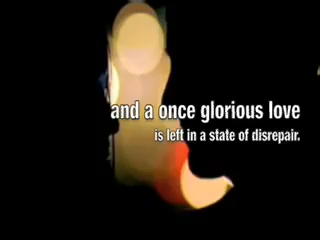 and a once glorious love
is left in a state of disrepair.